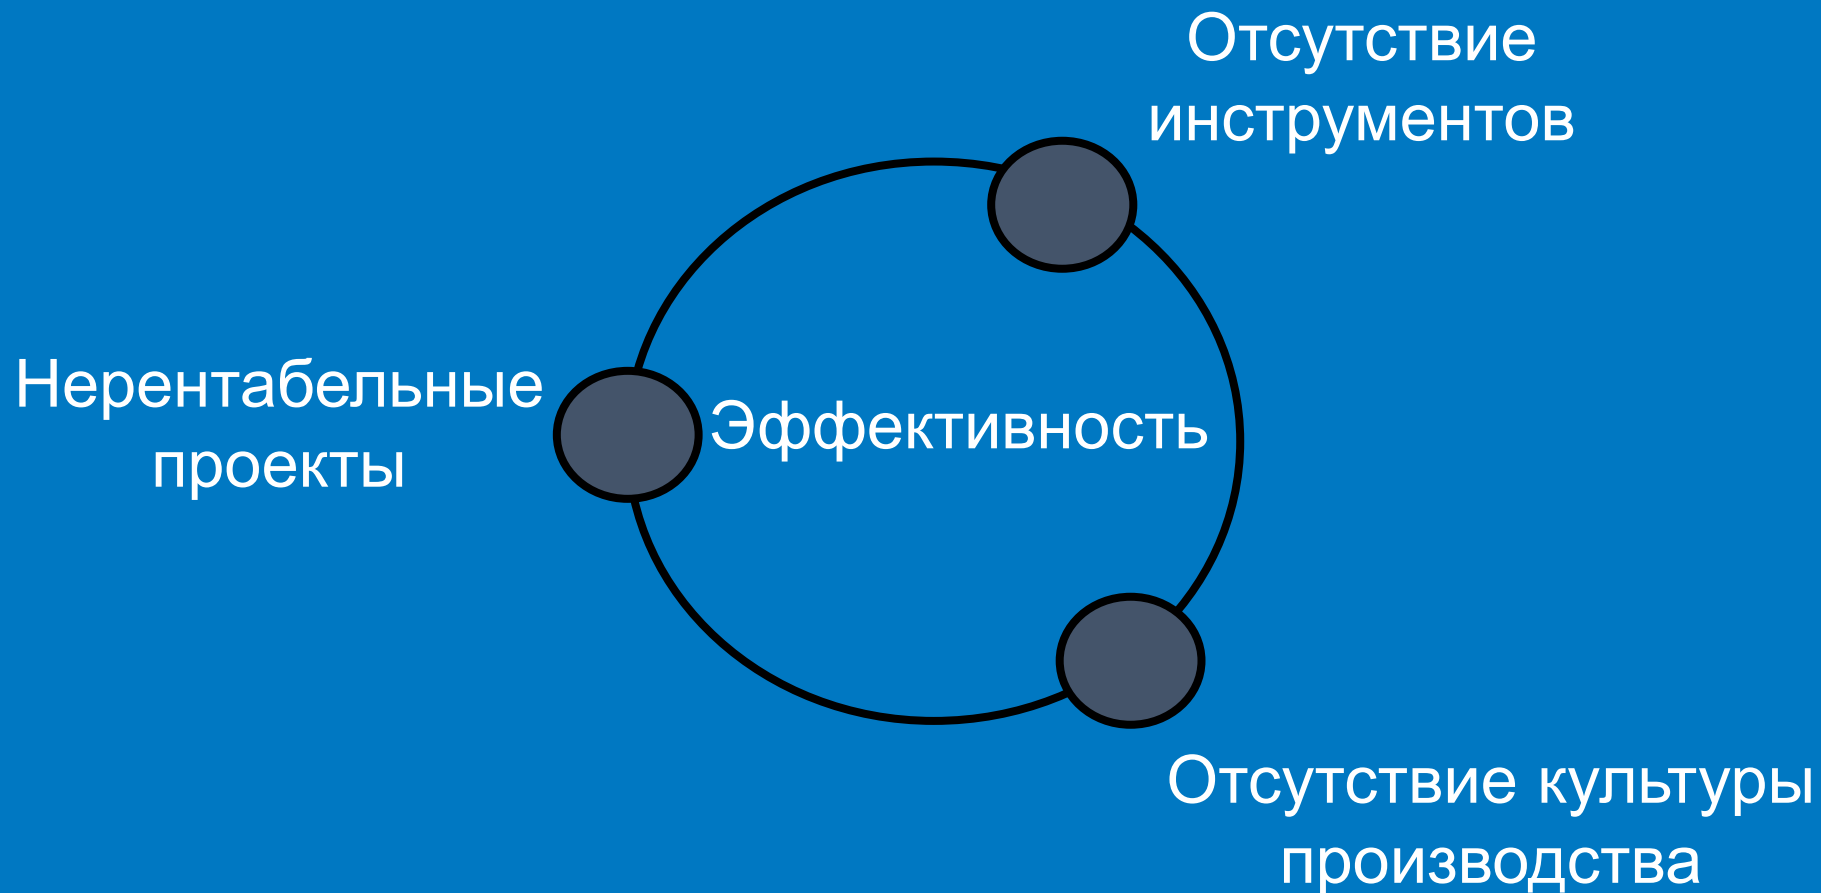 Отсутствие
инструментов
Нерентабельные
проекты
Эффективность
Отсутствие культуры
производства